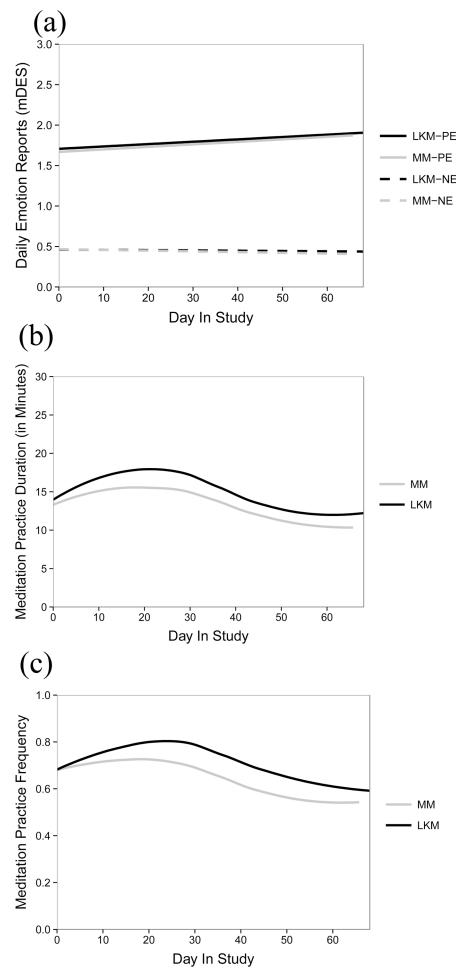 (a)
Daily Emotion Reports (mDES)
3.0
2.5
2.0
1.5
1.0
0.5
0.0
0 10 20 30 40 50 60
Day In Study
LKM−PE
MM−PE
LKM−NE
MM−NE
(b)
Meditation Practice Duration (in Minutes)
30
25
20
15
10
5
0
0 10 20 30 40 50 60
Day In Study
MM
LKM
(c)
Meditation Practice Frequency
1.0
0.8
0.6
0.4
0.2
0.0
0 10 20 30 40 50 60
Day In Study
MM
LKM